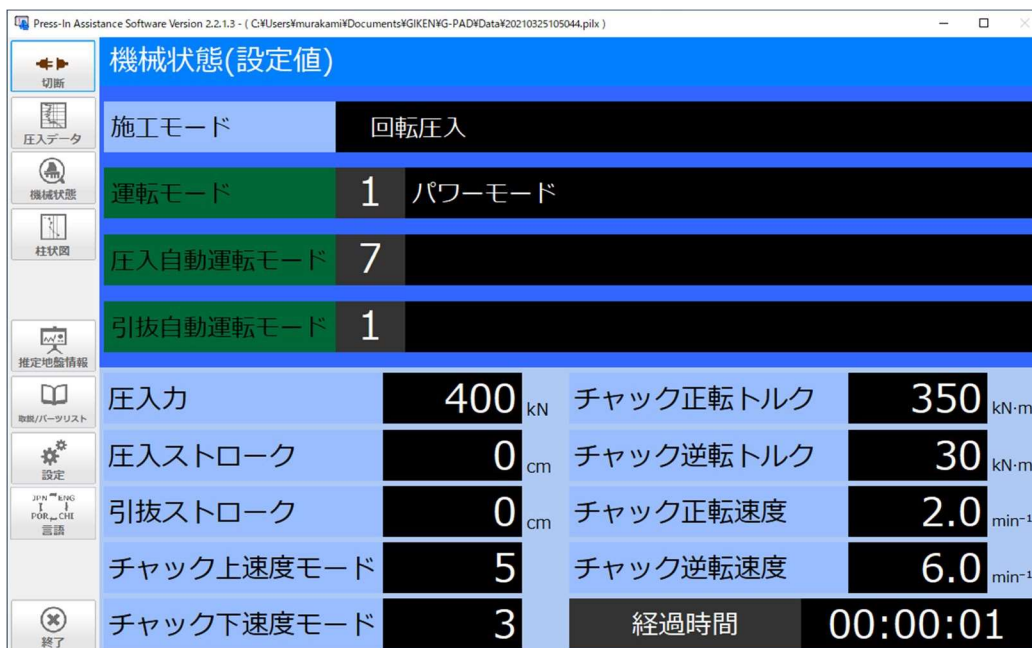 Press-In Assistance Software Version 2.2.1.3 - ( C:¥Users¥murakami¥Documents¥GIKEN¥G-PAD¥Data¥20210325105044.pilx )
切断
圧入データ
機械状態
柱状図
推定地盤情報
取説/パーツリスト
設定
JPN ENG
POR CHI
言語
終了
機械状態(設定値)
施工モード 回転圧入
運転モード 1 パワーモード
圧入自動運転モード 7
引抜自動運転モード 1
圧入力 400 kN チャック正転トルク 350 kN·m
圧入ストローク 0 cm チャック逆転トルク 30 kN·m
引抜ストローク 0 cm チャック正転速度 2.0 min⁻¹
チャック上速度モード 5 チャック逆転速度 6.0 min⁻¹
チャック下速度モード 3 経過時間 00:00:01